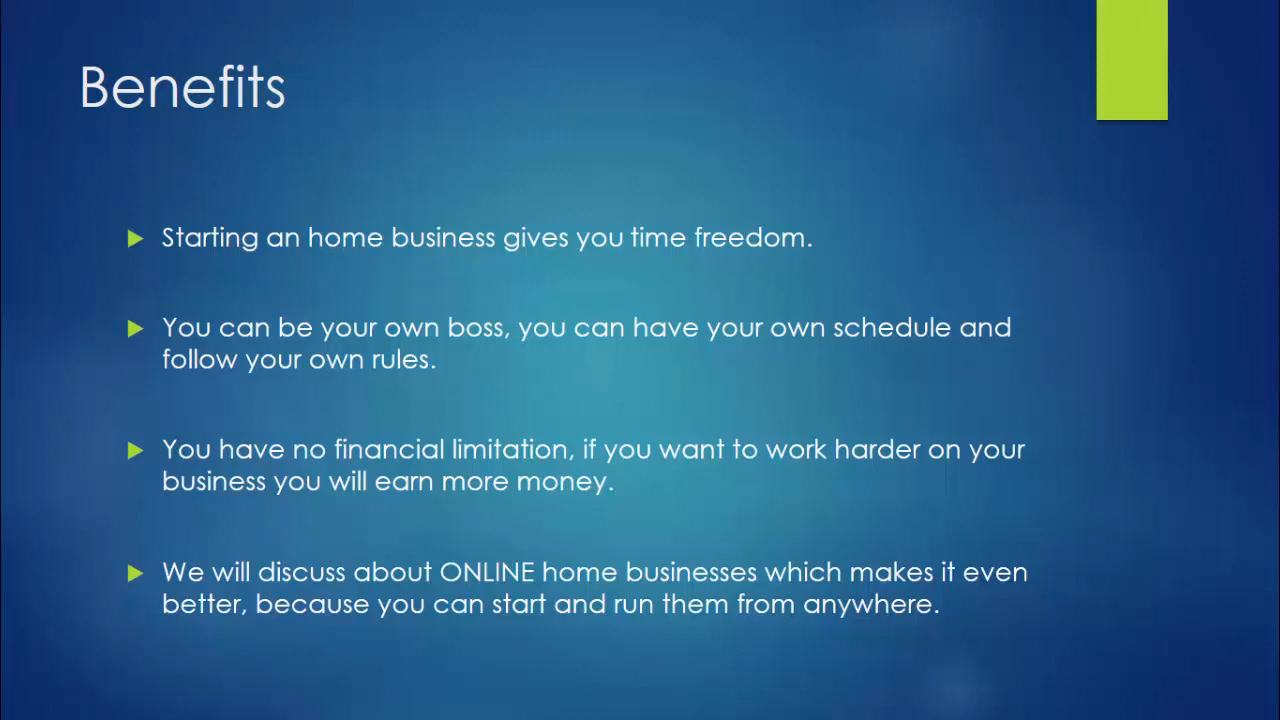 Benefits
Starting an home business gives you time freedom.
You can be your own boss, you can have your own schedule and
follow your own rules.
You have no financial limitation, if you want to work harder on your
business you will earn more money.
We will discuss about ONLINE home businesses which makes it even
better, because you can start and run them from anywhere.